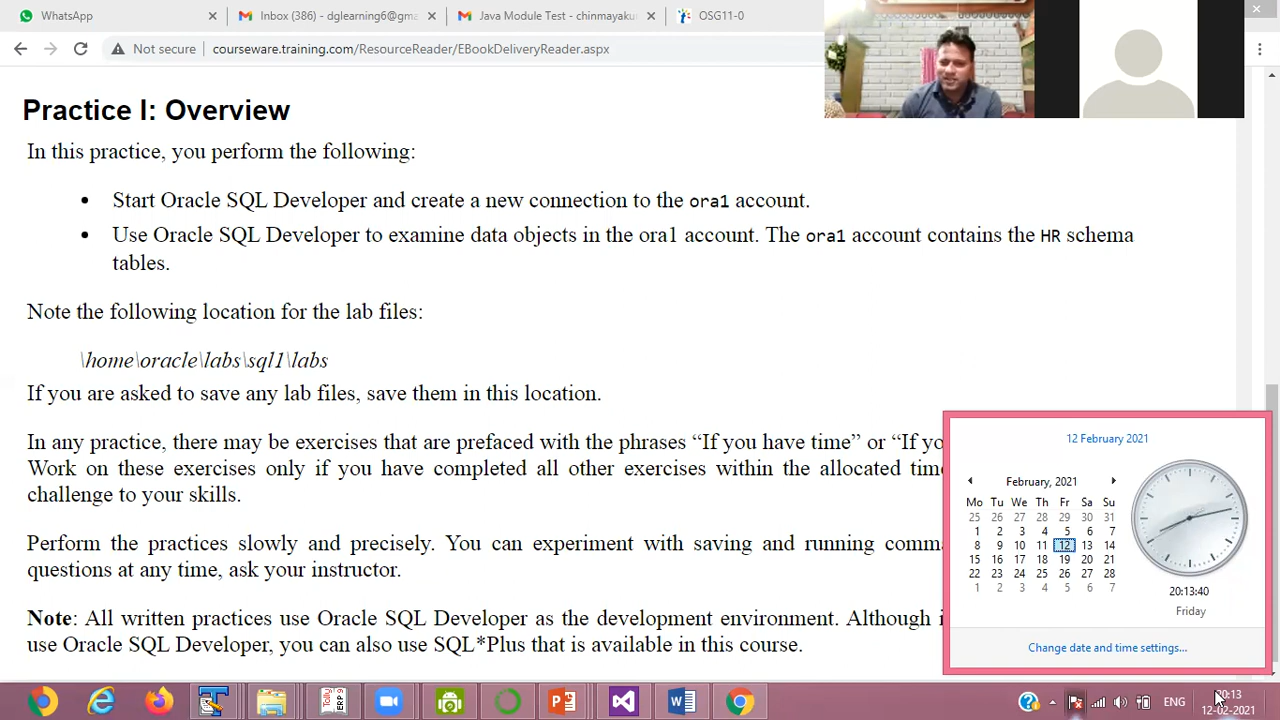 WhatsApp
Inbox (386) - dglearning6@gma
Java Module Test - chinmayaku
OSG11-0
Not secure
courseware.training.com/ResourceReader/EBookDeliveryReader.aspx
Practice I: Overview
In this practice, you perform the following:
• Start Oracle SQL Developer and create a new connection to the ora1 account.
• Use Oracle SQL Developer to examine data objects in the ora1 account. The ora1 account contains the HR schema
tables.
Note the following location for the lab files:
\home\oracle\labs\sql1\labs
If you are asked to save any lab files, save them in this location.
In any practice, there may be exercises that are prefaced with the phrases “If you have time” or “If yo
Work on these exercises only if you have completed all other exercises within the allocated time
challenge to your skills.
Perform the practices slowly and precisely. You can experiment with saving and running comma
questions at any time, ask your instructor.
Note: All written practices use Oracle SQL Developer as the development environment. Although i
use Oracle SQL Developer, you can also use SQL*Plus that is available in this course.
12 February 2021
February, 2021
Mo Tu We Th Fr Sa Su
25 26 27 28 29 30 31
1 2 3 4 5 6 7
8 9 10 11 12 13 14
15 16 17 18 19 20 21
22 23 24 25 26 27 28
1 2 3 4 5 6 7
20:13:40
Friday
Change date and time settings...
ENG
20:13
12-02-2021